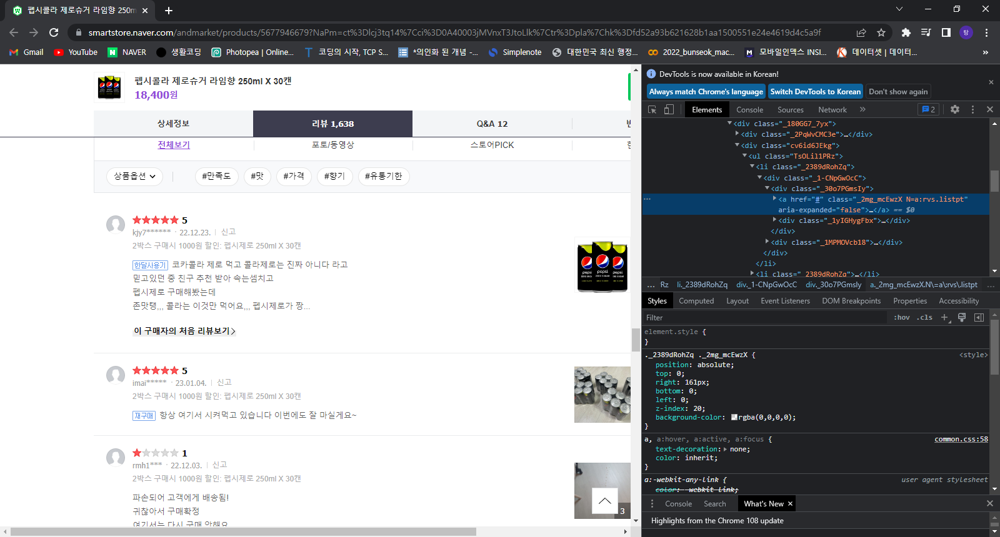 펩시콜라 제로슈거 라임향 250m
smartstore.naver.com/andmarket/products/5677946679?NaPm=ct%3Dlcj3tq14%7Cci%3D0A40003jMVnxT3JtoLlk%7Ctr%3Dpla%7Chk%3Dfd52a93b621628b1aa1500551e24e4619d4c5a9f
탕
Gmail YouTube NAVER 생활코딩 Photopea | Online... 코딩의 시작, TCP S... *의인화 된 개념 -... Simplenote 대한민국 최신 행정... 2022_bunseok_mac... 모바일인덱스 INSI... 데이터셋 | 데이터... »
펩시콜라 제로슈거 라임향 250ml X 30캔
18,400원
상세정보 리뷰 1,638 Q&A 12
전체보기 포토/동영상 스토어PICK
상품옵션 #만족도 #맛 #가격 #향기 #유통기한
5
kjy7****** · 22.12.23. | 신고
2박스 구매시 1000원 할인: 펩시제로 250ml X 30캔
한달사용기 코카콜라 제로 먹고 콜라제로는 진짜 아니다 라고
믿고있던 중 친구 추천 받아 속는셈치고
펩시제로 구매해봤는데
존맛탱,,, 콜라는 이것만 먹어요,,, 펩시제로가 짱...
이 구매자의 처음 리뷰보기 >
pepsi pepsi pepsi
5
imai***** · 23.01.04. | 신고
2박스 구매시 1000원 할인: 펩시제로 250ml X 30캔
재구매 항상 여기서 시켜먹고 있습니다 이번에도 잘 마실게요~
1
rmh1*** · 22.12.03. | 신고
2박스 구매시 1000원 할인: 펩시제로 250ml X 30캔
파손되어 고객에게 배송됨!
귀찮아서 구매확정
여기서는 다시 구매 안해요
3
DevTools is now available in Korean!
Always match Chrome's language Switch DevTools to Korean Don't show again
Elements Console Sources Network » 2
<div class="_180GG7_7yx">
<div class="_2PqWvCMC3e">…</div>
<div class="cv6id6JEkg">
<ul class="TsOLil1PRz">
<li class="_2389dRohZq">
<div class="_1-CNpGwOcC">
<div class="_30o7PGmsIy">
<a href="#" class="_2mg_mcEwzX N=a:rvs.listpt"
aria-expanded="false">…</a> == $0
<div class="_1yIGHygFbx">…</div>
</div>
<div class="_1MPMOVcb18">…</div>
</div>
</li>
<li class="_2389dRohZq">…</li>
... Rz li._2389dRohZq div._1-CNpGwOcC div._30o7PGmsIy a._2mg_mcEwzX.N\=a\:rvs\.listpt ...
Styles Computed Layout Event Listeners DOM Breakpoints Properties Accessibility
Filter :hov .cls +
element.style {
}
._2389dRohZq ._2mg_mcEwzX { <style>
position: absolute;
top: 0;
right: 161px;
bottom: 0;
left: 0;
z-index: 20;
background-color: rgba(0,0,0,0);
}
a, a:hover, a:active, a:focus { common.css:58
text-decoration: none;
color: inherit;
}
a:-webkit-any-link { user agent stylesheet
color: -webkit-link;
Console Search What's New ×
Highlights from the Chrome 108 update